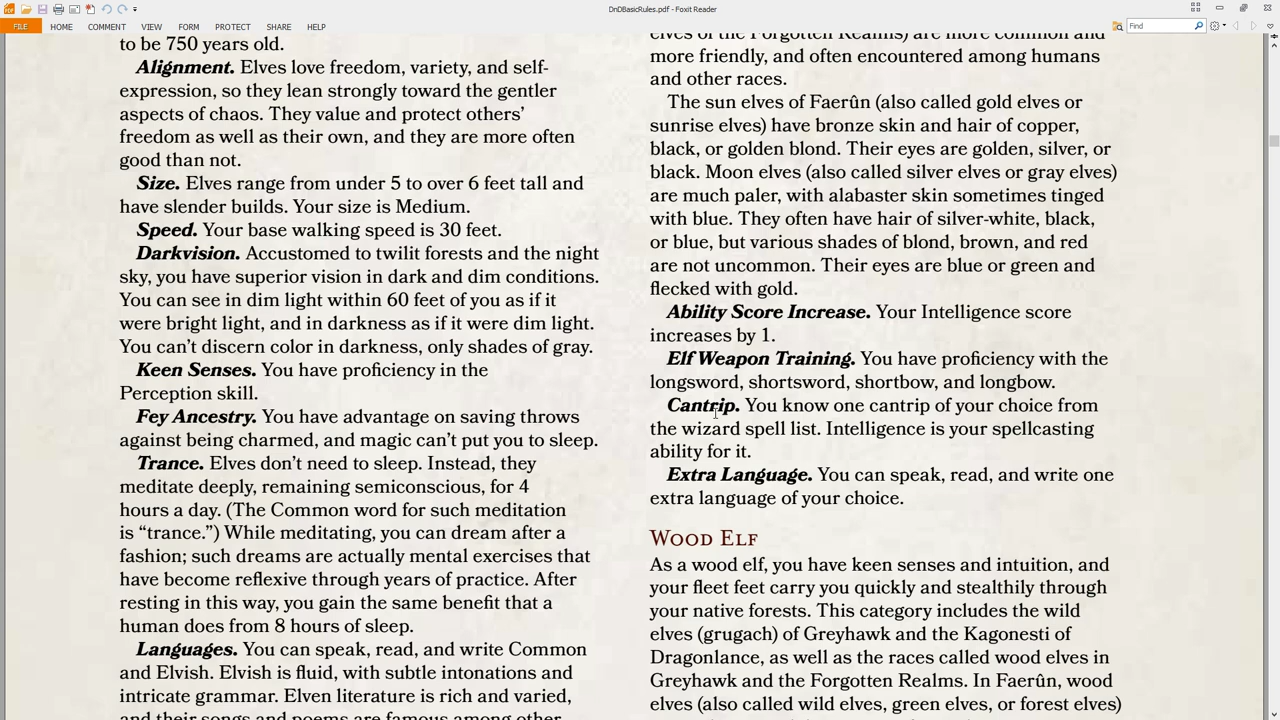 DnDBasicRules.pdf - Foxit Reader
FILE HOME COMMENT VIEW FORM PROTECT SHARE HELP
Find
to be 750 years old.
Alignment. Elves love freedom, variety, and self-
expression, so they lean strongly toward the gentler
aspects of chaos. They value and protect others'
freedom as well as their own, and they are more often
good than not.
Size. Elves range from under 5 to over 6 feet tall and
have slender builds. Your size is Medium.
Speed. Your base walking speed is 30 feet.
Darkvision. Accustomed to twilit forests and the night
sky, you have superior vision in dark and dim conditions.
You can see in dim light within 60 feet of you as if it
were bright light, and in darkness as if it were dim light.
You can't discern color in darkness, only shades of gray.
Keen Senses. You have proficiency in the
Perception skill.
Fey Ancestry. You have advantage on saving throws
against being charmed, and magic can't put you to sleep.
Trance. Elves don't need to sleep. Instead, they
meditate deeply, remaining semiconscious, for 4
hours a day. (The Common word for such meditation
is “trance.”) While meditating, you can dream after a
fashion; such dreams are actually mental exercises that
have become reflexive through years of practice. After
resting in this way, you gain the same benefit that a
human does from 8 hours of sleep.
Languages. You can speak, read, and write Common
and Elvish. Elvish is fluid, with subtle intonations and
intricate grammar. Elven literature is rich and varied,
and their songs and poems are famous among other
elves of the Forgotten Realms) are more common and
more friendly, and often encountered among humans
and other races.
The sun elves of Faerûn (also called gold elves or
sunrise elves) have bronze skin and hair of copper,
black, or golden blond. Their eyes are golden, silver, or
black. Moon elves (also called silver elves or gray elves)
are much paler, with alabaster skin sometimes tinged
with blue. They often have hair of silver-white, black,
or blue, but various shades of blond, brown, and red
are not uncommon. Their eyes are blue or green and
flecked with gold.
Ability Score Increase. Your Intelligence score
increases by 1.
Elf Weapon Training. You have proficiency with the
longsword, shortsword, shortbow, and longbow.
Cantrip. You know one cantrip of your choice from
the wizard spell list. Intelligence is your spellcasting
ability for it.
Extra Language. You can speak, read, and write one
extra language of your choice.
Wood Elf
As a wood elf, you have keen senses and intuition, and
your fleet feet carry you quickly and stealthily through
your native forests. This category includes the wild
elves (grugach) of Greyhawk and the Kagonesti of
Dragonlance, as well as the races called wood elves in
Greyhawk and the Forgotten Realms. In Faerûn, wood
elves (also called wild elves, green elves, or forest elves)